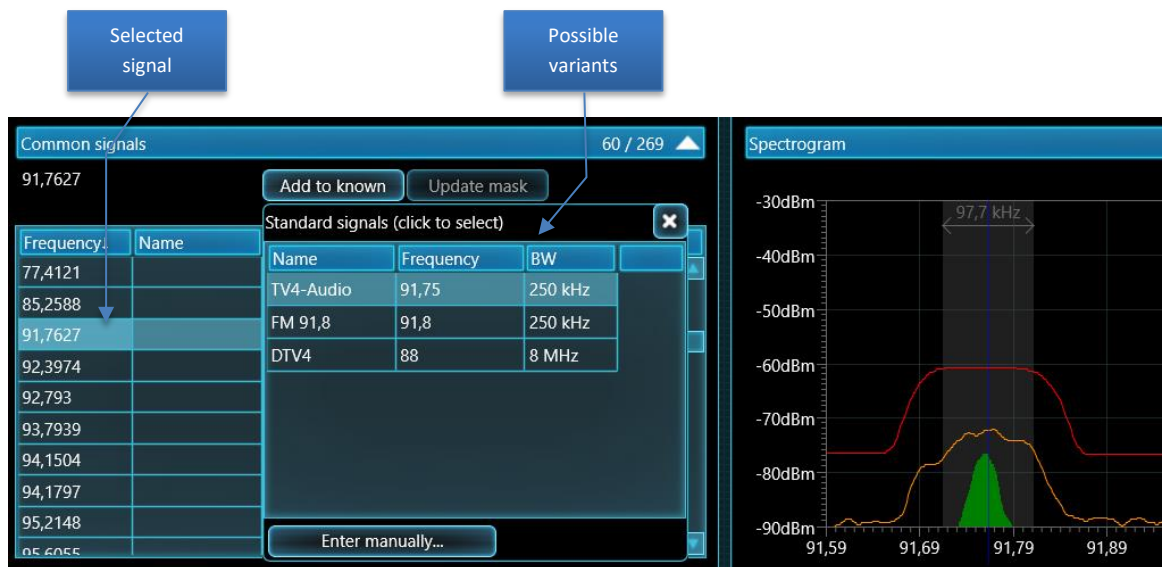 Selected
signal
Possible
variants
Common signals
60 / 269
91,7627
Add to known
Update mask
Standard signals (click to select)
Frequency
Name
77,4121
85,2588
91,7627
92,3974
92,793
93,7939
94,1504
94,1797
95,2148
95,6055
Name
Frequency
BW
TV4-Audio
91,75
250 kHz
FM 91,8
91,8
250 kHz
DTV4
88
8 MHz
Enter manually...
Spectrogram
97,7 kHz
-30dBm
-40dBm
-50dBm
-60dBm
-70dBm
-80dBm
-90dBm
91,59
91,69
91,79
91,89